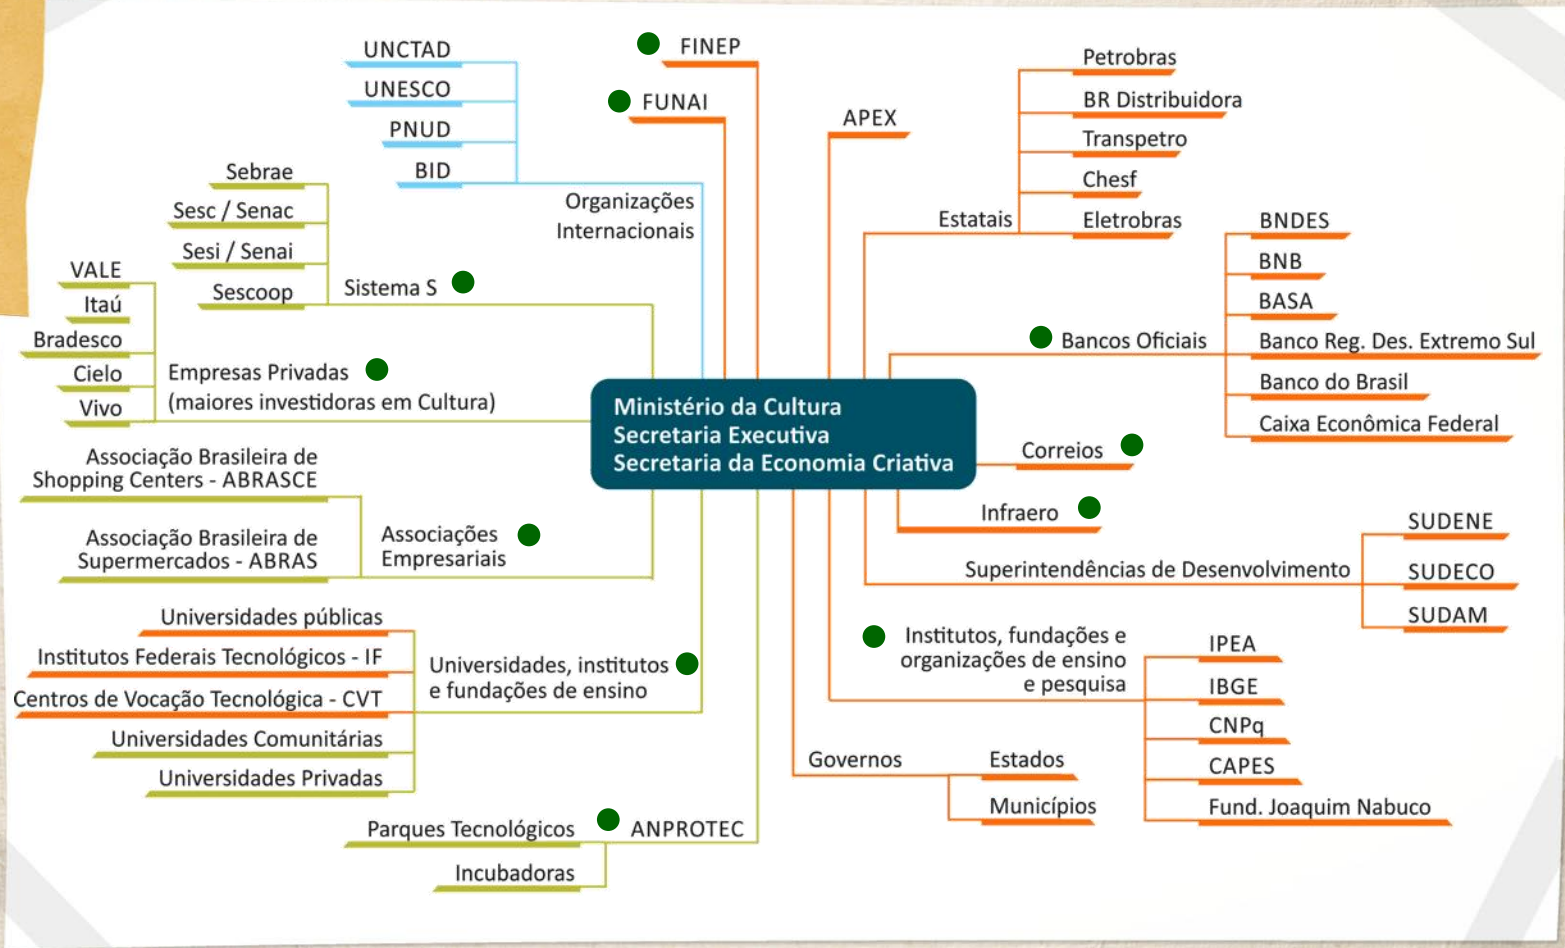 UNCTAD
UNESCO
PNUD
BID
Organizações
Internacionais
FINEP
FUNAI
APEX
Estatais
Petrobras
BR Distribuidora
Transpetro
Chesf
Eletrobras
Sebrae
Sesc / Senac
Sesi / Senai
Sescoop
Sistema S
VALE
Itaú
Bradesco
Cielo
Vivo
Empresas Privadas
(maiores investidoras em Cultura)
Bancos Oficiais
BNDES
BNB
BASA
Banco Reg. Des. Extremo Sul
Banco do Brasil
Caixa Econômica Federal
Ministério da Cultura
Secretaria Executiva
Secretaria da Economia Criativa
Correios
Infraero
Associação Brasileira de
Shopping Centers - ABRASCE
Associação Brasileira de
Supermercados - ABRAS
Associações
Empresariais
Superintendências de Desenvolvimento
SUDENE
SUDECO
SUDAM
Universidades públicas
Institutos Federais Tecnológicos - IF
Centros de Vocação Tecnológica - CVT
Universidades Comunitárias
Universidades Privadas
Universidades, institutos
e fundações de ensino
Institutos, fundações e
organizações de ensino
e pesquisa
IPEA
IBGE
CNPq
CAPES
Fund. Joaquim Nabuco
Governos
Estados
Municípios
Parques Tecnológicos
Incubadoras
ANPROTEC